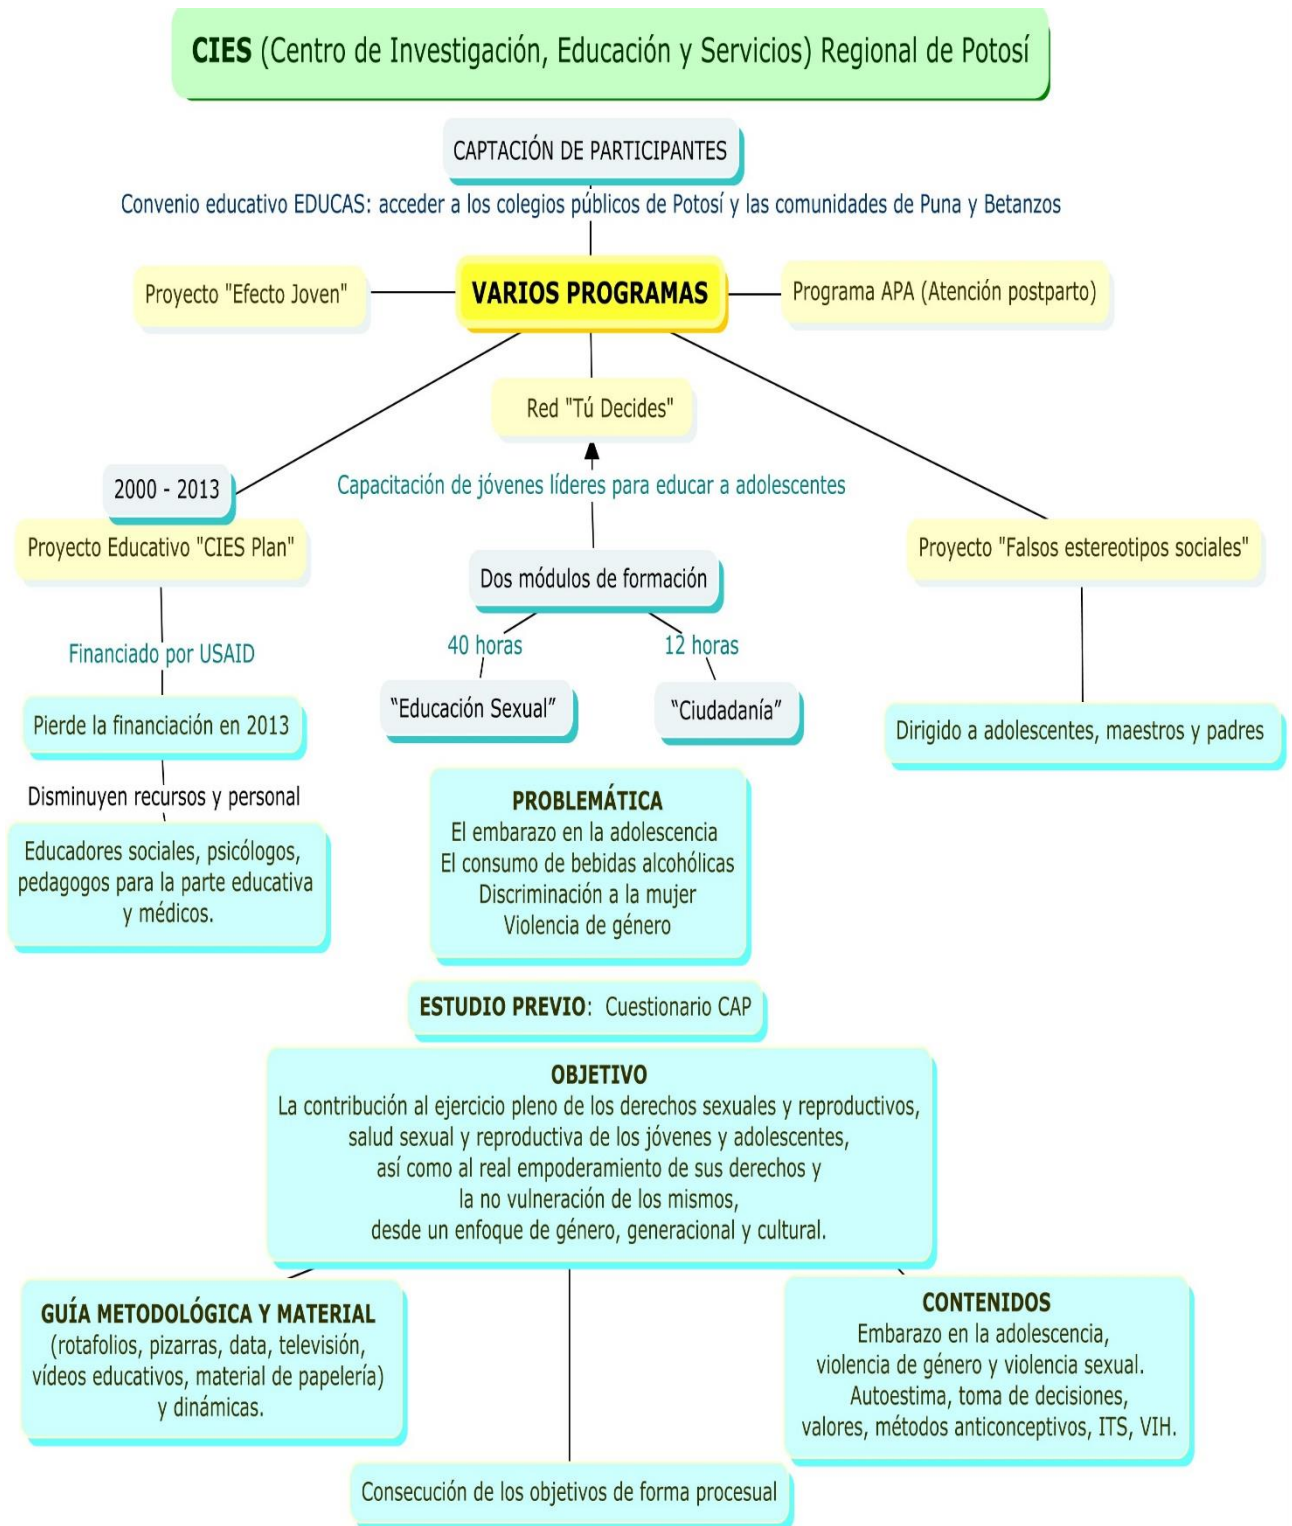 CIES (Centro de Investigación, Educación y Servicios) Regional de Potosí
CAPTACIÓN DE PARTICIPANTES
Convenio educativo EDUCAS: acceder a los colegios públicos de Potosí y las comunidades de Puna y Betanzos
Proyecto "Efecto Joven"
VARIOS PROGRAMAS
Programa APA (Atención postparto)
Red "Tú Decides"
Capacitación de jóvenes líderes para educar a adolescentes
2000 - 2013
Proyecto Educativo "CIES Plan"
Proyecto "Falsos estereotipos sociales"
Dos módulos de formación
Financiado por USAID
40 horas
12 horas
"Educación Sexual"
"Ciudadanía"
Pierde la financiación en 2013
Dirigido a adolescentes, maestros y padres
Disminuyen recursos y personal
Educadores sociales, psicólogos,
pedagogos para la parte educativa
y médicos.
PROBLEMÁTICA
El embarazo en la adolescencia
El consumo de bebidas alcohólicas
Discriminación a la mujer
Violencia de género
ESTUDIO PREVIO: Cuestionario CAP
OBJETIVO
La contribución al ejercicio pleno de los derechos sexuales y reproductivos,
salud sexual y reproductiva de los jóvenes y adolescentes,
así como al real empoderamiento de sus derechos y
la no vulneración de los mismos,
desde un enfoque de género, generacional y cultural.
GUÍA METODOLÓGICA Y MATERIAL
(rotafolios, pizarras, data, televisión,
vídeos educativos, material de papelería)
y dinámicas.
CONTENIDOS
Embarazo en la adolescencia,
violencia de género y violencia sexual.
Autoestima, toma de decisiones,
valores, métodos anticonceptivos, ITS, VIH.
Consecución de los objetivos de forma procesual